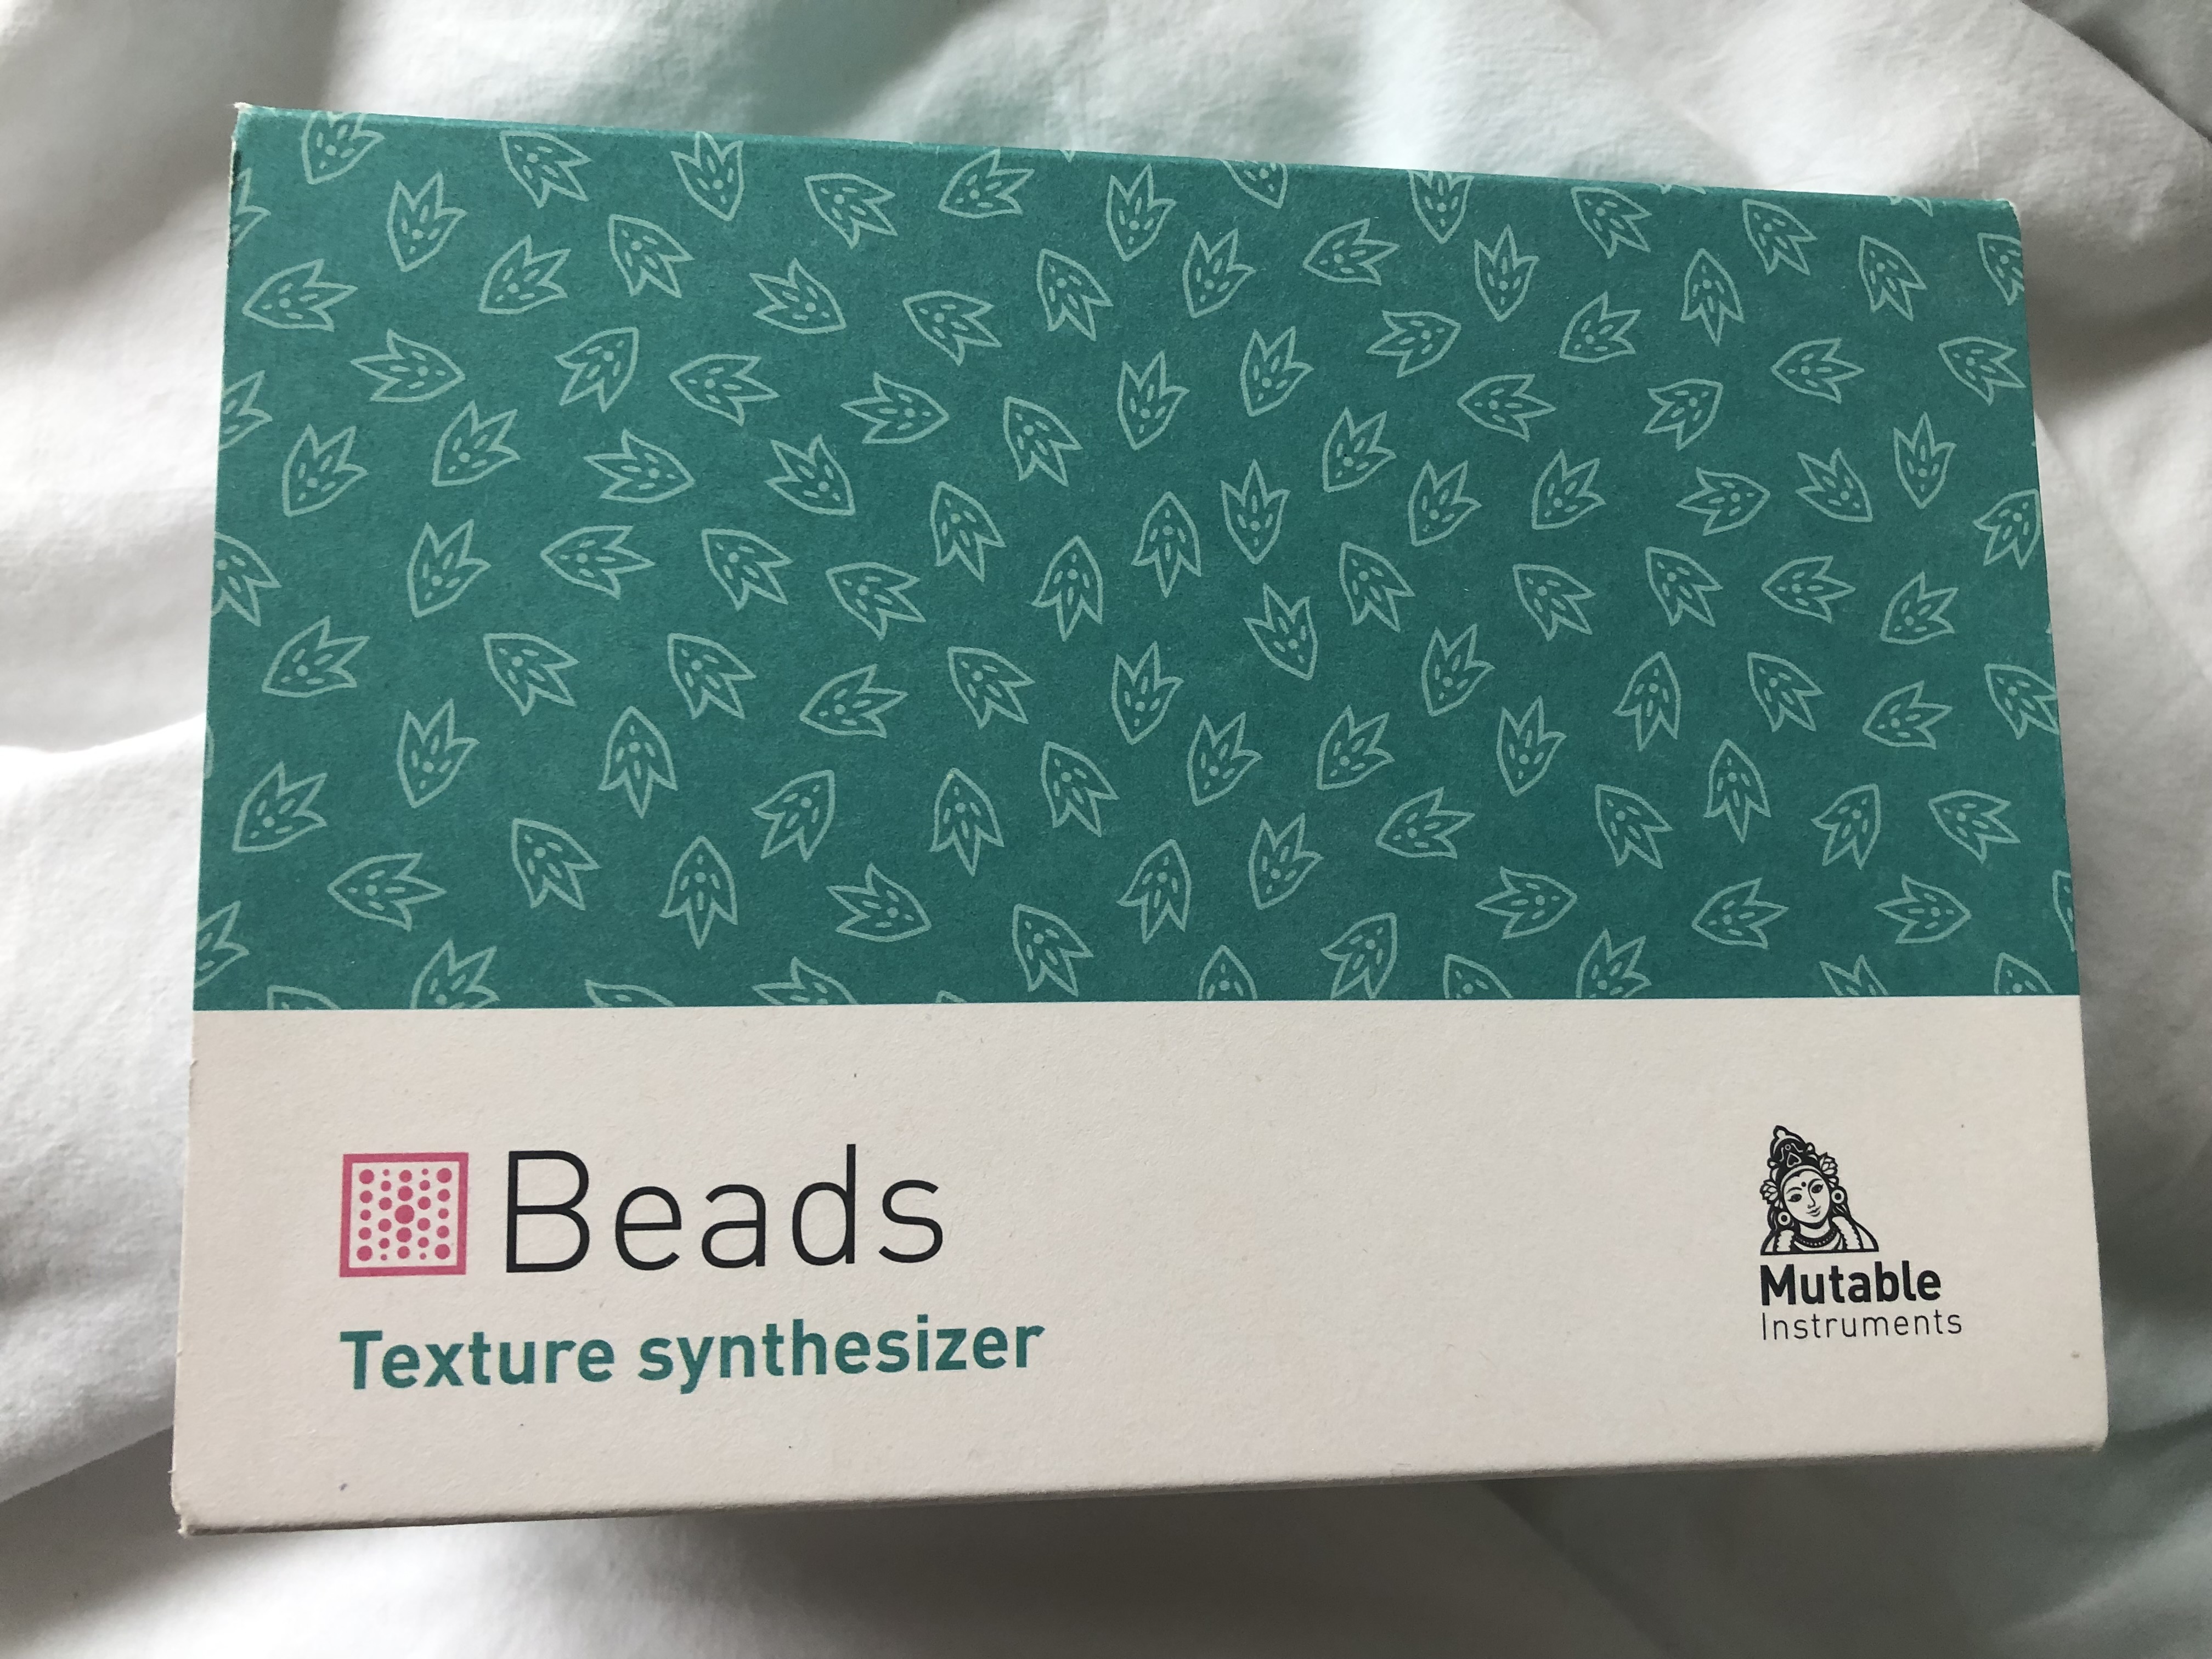 Beads
Texture synthesizer
Mutable
Instruments